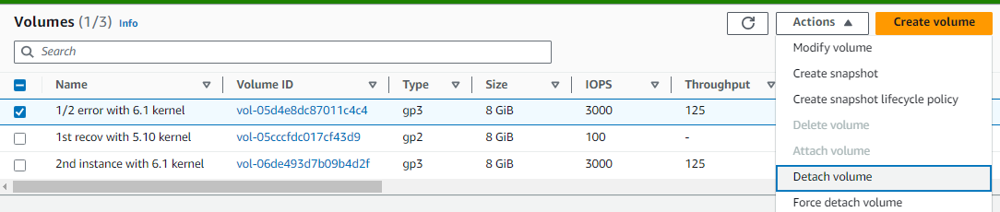 Volumes (1/3) Info
Actions
Create volume
Search
Modify volume
Create snapshot
Create snapshot lifecycle policy
Delete volume
Attach volume
Detach volume
Force detach volume
Name Volume ID Type Size IOPS Throughput
1/2 error with 6.1 kernel vol-05d4e8dc87011c4c4 gp3 8 GiB 3000 125
1st recov with 5.10 kernel vol-05cccfdc017cf43d9 gp2 8 GiB 100 -
2nd instance with 6.1 kernel vol-06de493d7b09b4d2f gp3 8 GiB 3000 125